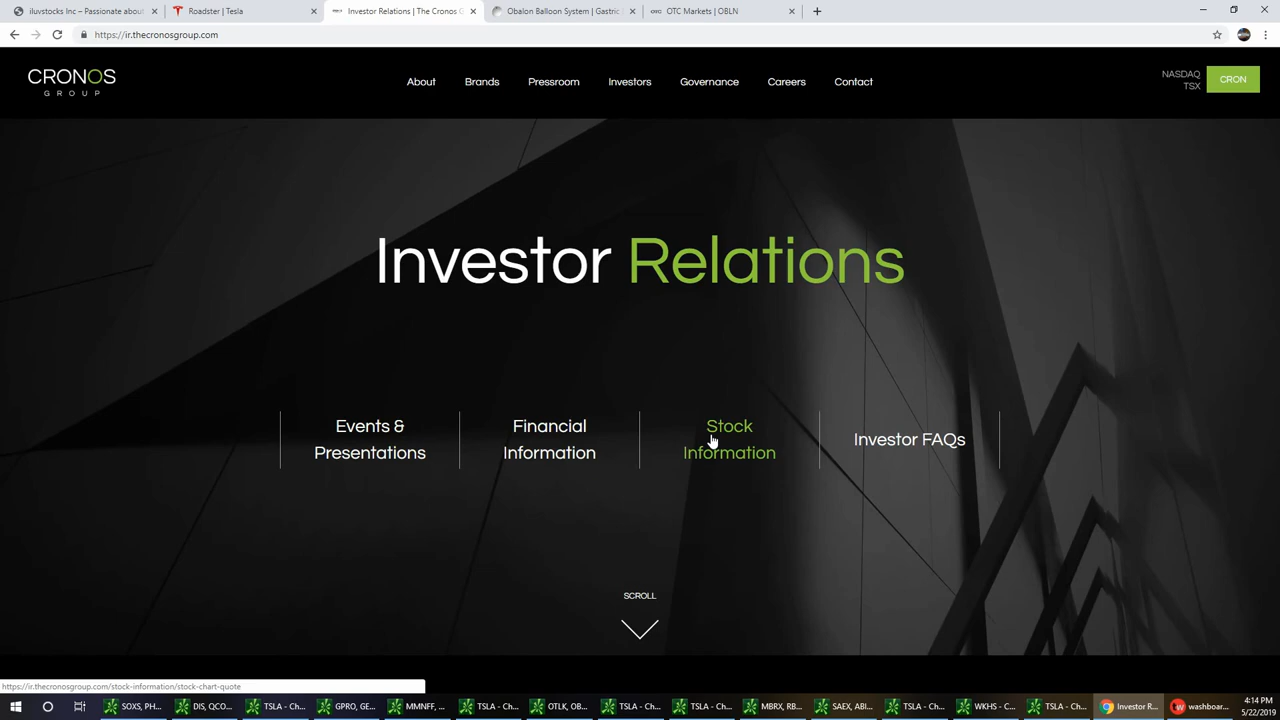 iluvstocks Inc – Passionate about
Roadster | Tesla
Investor Relations | The Cronos G
Obalon Balloon System | Gastric
OTC Markets | OBLN
https://ir.thecronosgroup.com
CRONOS
GROUP
About
Brands
Pressroom
Investors
Governance
Careers
Contact
NASDAQ
TSX
CRON
Investor Relations
Events &
Presentations
Financial
Information
Stock
Information
Investor FAQs
SCROLL
https://ir.thecronosgroup.com/stock-information/stock-chart-quote
SOXS, PH...
DIS, QCO...
TSLA - Ch...
GPRO, GE...
MMNFF, ...
TSLA - Ch...
OTLK, OB...
TSLA - Ch...
TSLA - Ch...
MBRX, RB...
SAEX, ABI...
TSLA - Ch...
WKHS - C...
TSLA - Ch...
Investor R...
washboar...
4:14 PM
5/22/2019